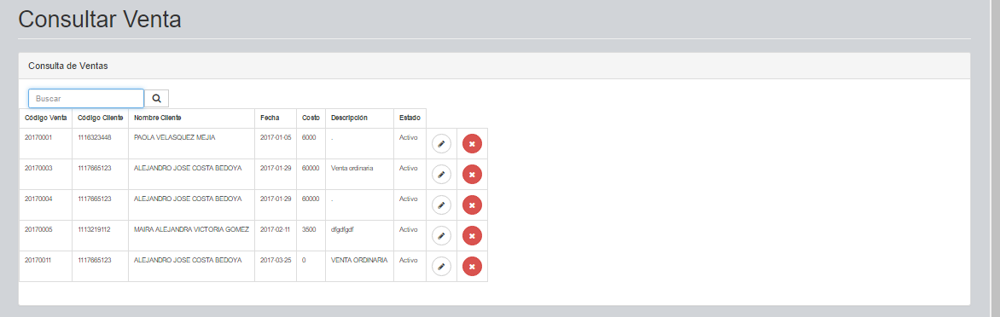 Consultar Venta
Consulta de Ventas
Buscar
Código Venta Código Cliente Nombre Cliente Fecha Costo Descripción Estado
20170001 1116323448 PAOLA VELASQUEZ MEJIA 2017-01-05 6000 . Activo
20170003 1117665123 ALEJANDRO JOSE COSTA BEDOYA 2017-01-29 60000 Venta ordinaria Activo
20170004 1117665123 ALEJANDRO JOSE COSTA BEDOYA 2017-01-29 60000 . Activo
20170005 1113219112 MAIRA ALEJANDRA VICTORIA GOMEZ 2017-02-11 3500 dfgdfgdf Activo
20170011 1117665123 ALEJANDRO JOSE COSTA BEDOYA 2017-03-25 0 VENTA ORDINARIA Activo